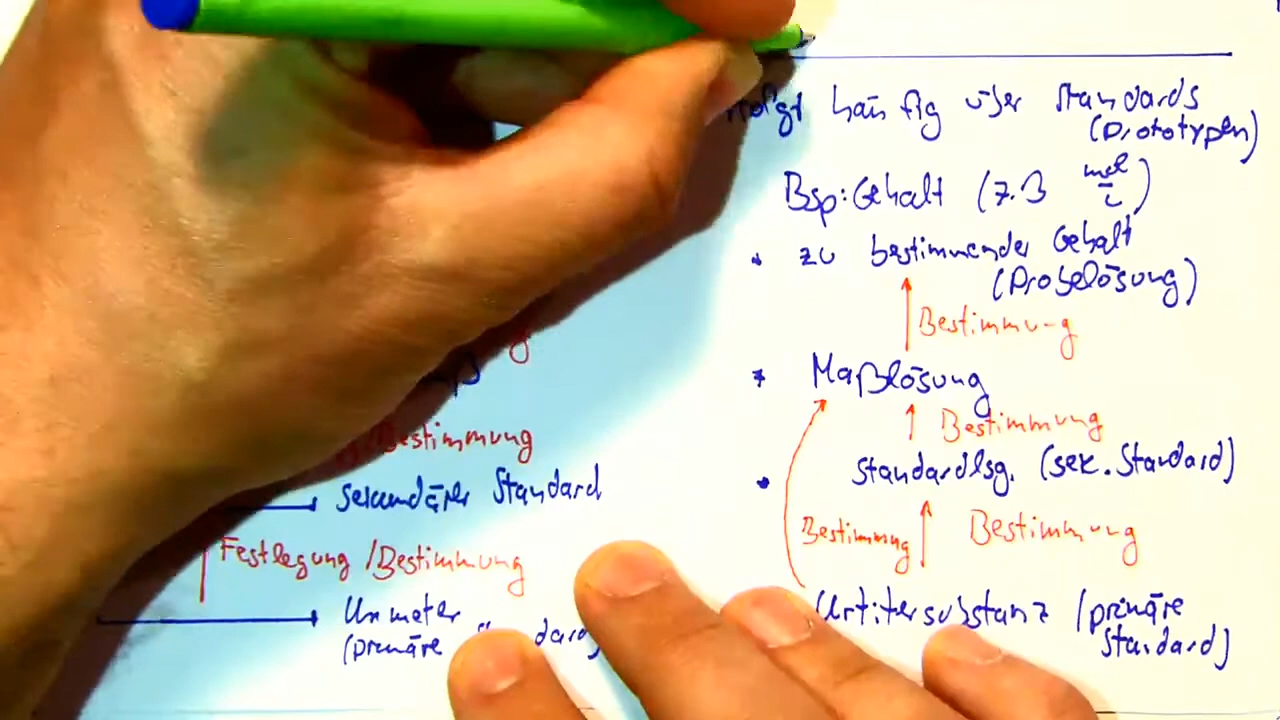 häufig über Standards
(Prototypen)
Bsp: Gehalt (z.B mol/L)
• zu bestimmender Gehalt
(Probelösung)
Bestimmung
• Maßlösung
Bestimmung
• Standardlsg. (sek. Standard)
Bestimmung Bestimmung
Urtitersubstanz (primäre
Standard)
/Bestimmung
sekundärer Standard
Festlegung /Bestimmung
Urmeter
(primäre